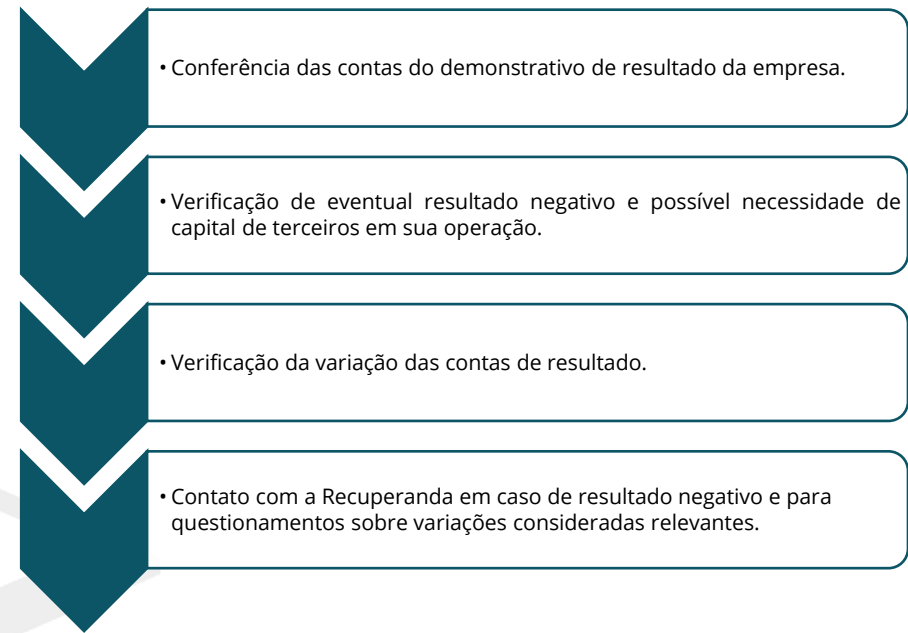 • Conferência das contas do demonstrativo de resultado da empresa.
• Verificação de eventual resultado negativo e possível necessidade de
capital de terceiros em sua operação.
• Verificação da variação das contas de resultado.
• Contato com a Recuperanda em caso de resultado negativo e para
questionamentos sobre variações consideradas relevantes.